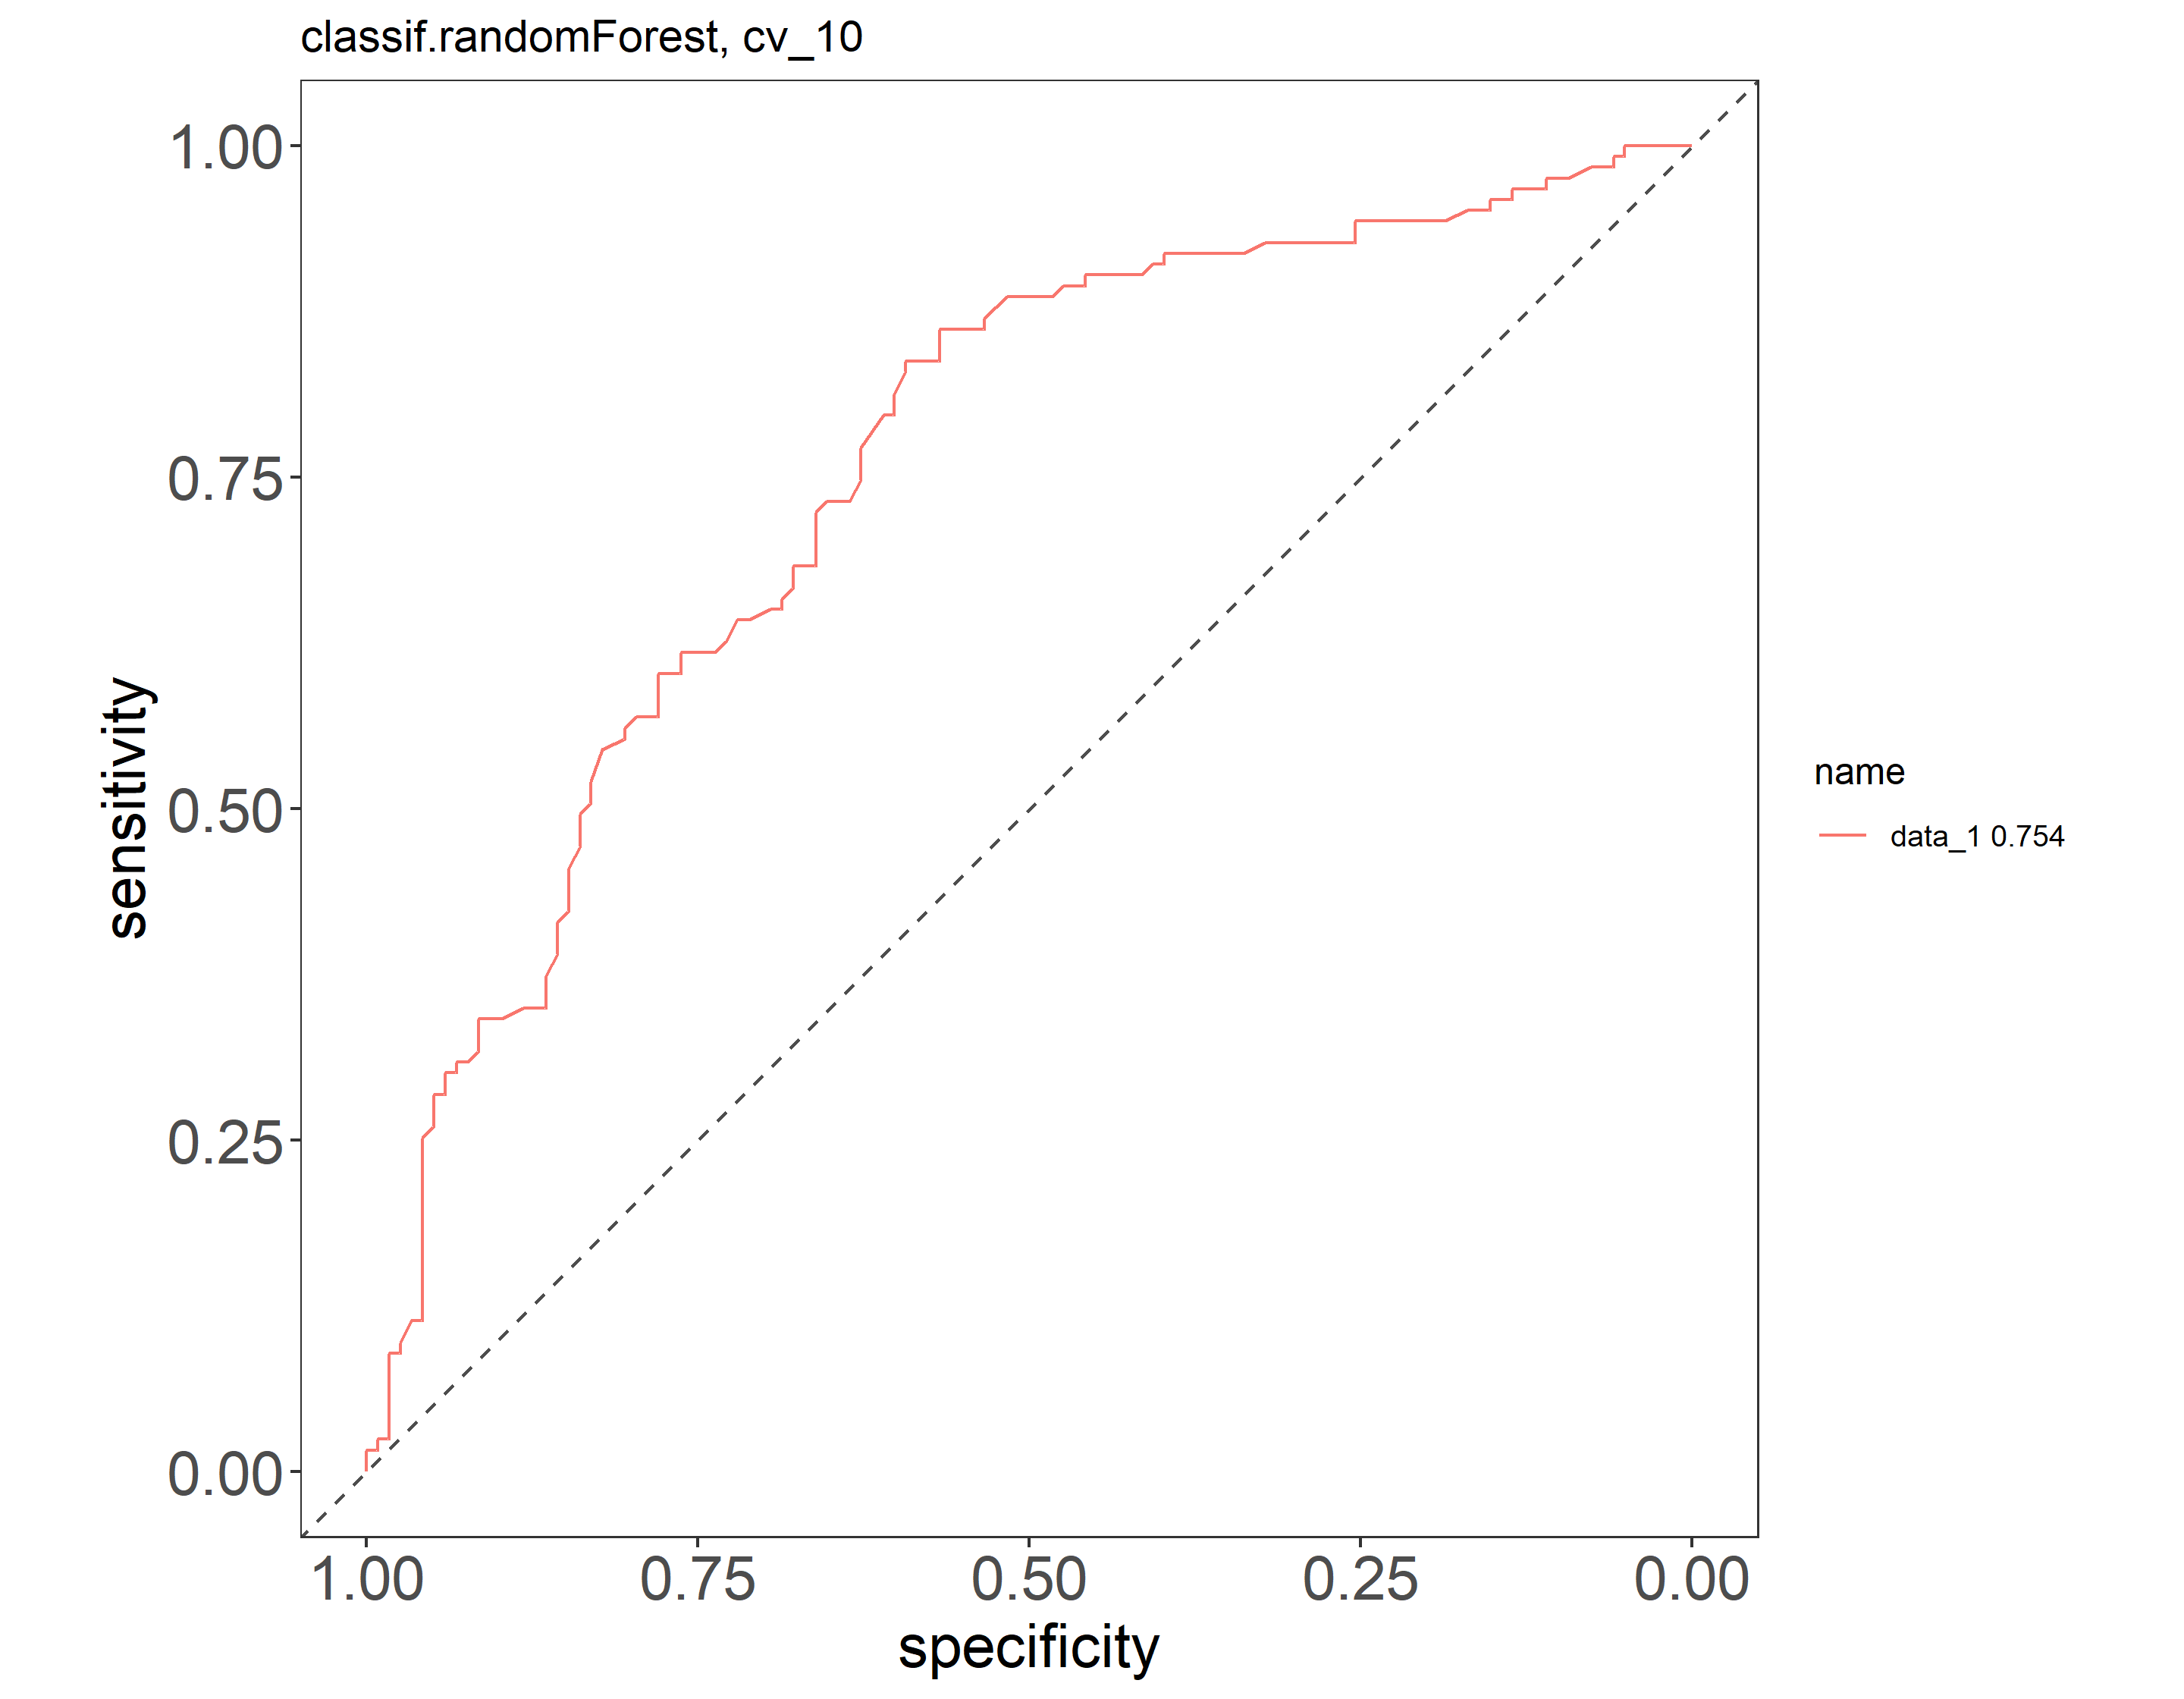 classif.randomForest, cv_10
1.00
0.75
0.50
0.25
0.00
sensitivity
1.00 0.75 0.50 0.25 0.00
specificity
name
data_1 0.754